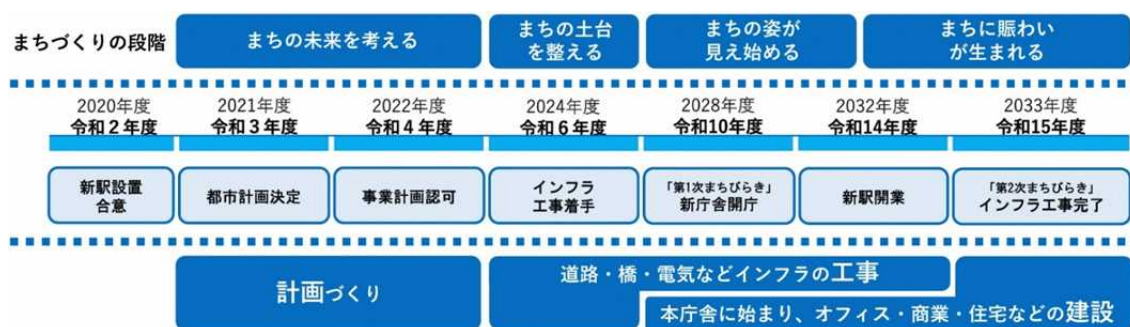 まちづくりの段階
まちの未来を考える
まちの土台
を整える
まちの姿が
見え始める
まちに賑わい
が生まれる
2020年度
令和2年度
2021年度
令和3年度
2022年度
令和4年度
2024年度
令和6年度
2028年度
令和10年度
2032年度
令和14年度
2033年度
令和15年度
新駅設置
合意
都市計画決定
事業計画認可
インフラ
工事着手
「第1次まちびらき」
新庁舎開庁
新駅開業
「第2次まちびらき」
インフラ工事完了
計画づくり
道路・橋・電気などインフラの工事
本庁舎に始まり、オフィス・商業・住宅などの建設